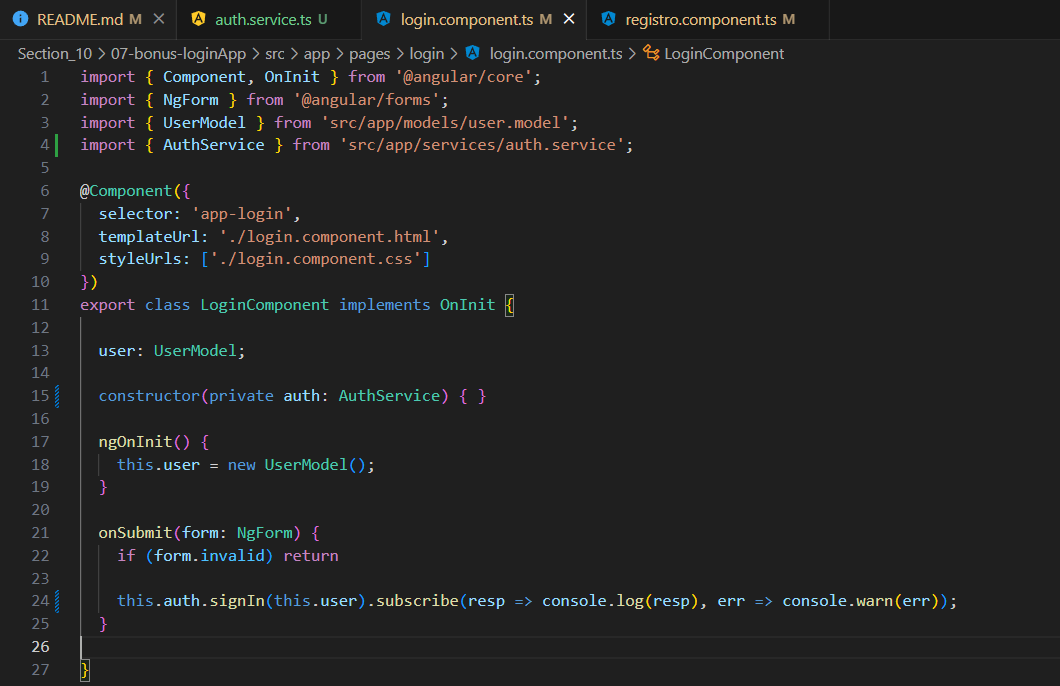 README.md M
auth.service.ts U
login.component.ts M
registro.component.ts M
Section_10 > 07-bonus-loginApp > src > app > pages > login > login.component.ts > LoginComponent
1 import { Component, OnInit } from '@angular/core';
2 import { NgForm } from '@angular/forms';
3 import { UserModel } from 'src/app/models/user.model';
4 import { AuthService } from 'src/app/services/auth.service';
5
6 @Component({
7   selector: 'app-login',
8   templateUrl: './login.component.html',
9   styleUrls: ['./login.component.css']
10 })
11 export class LoginComponent implements OnInit {
12
13   user: UserModel;
14
15   constructor(private auth: AuthService) { }
16
17   ngOnInit() {
18     this.user = new UserModel();
19   }
20
21   onSubmit(form: NgForm) {
22     if (form.invalid) return
23
24     this.auth.signIn(this.user).subscribe(resp => console.log(resp), err => console.warn(err));
25   }
26
27 }